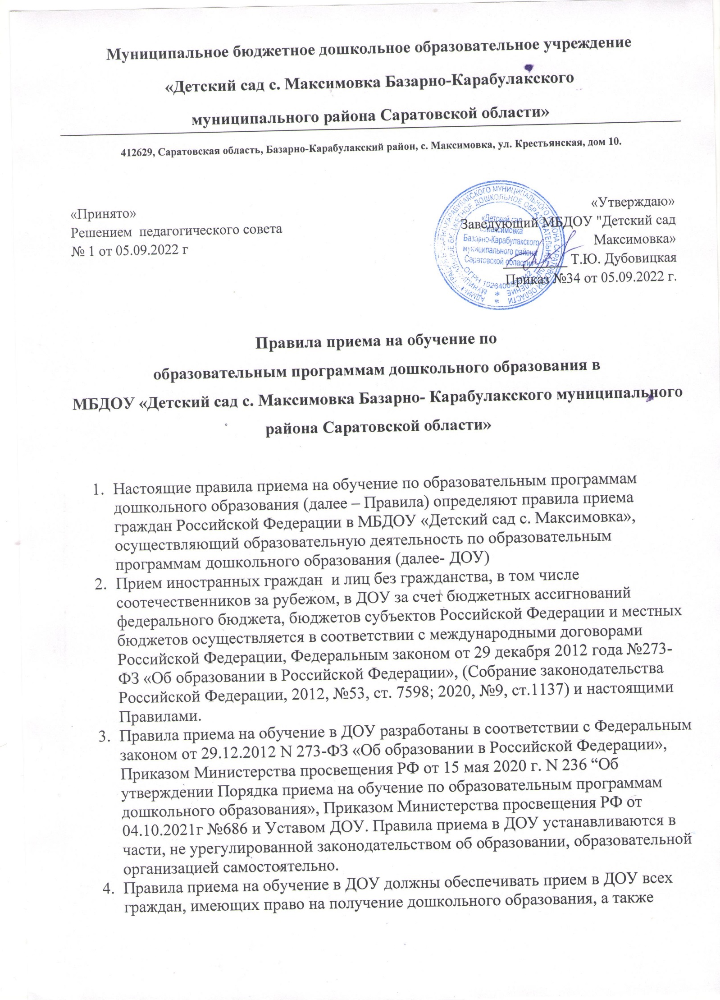 Муниципальное бюджетное дошкольное образовательное учреждение
«Детский сад с. Максимовка Базарно-Карабулакского
муниципального района Саратовской области»
412629, Саратовская область, Базарно-Карабулакский район, с. Максимовка, ул. Крестьянская, дом 10.
«Принято»
Решением  педагогического совета
№ 1 от 05.09.2022 г
«Утверждаю»
Заведующий МБДОУ "Детский сад
Максимовка»
Т.Ю. Дубовицкая
Приказ №34 от 05.09.2022 г.
«Детский сад
с.Максимовка
Базарно-Карабулакского
муниципального района
Саратовской области»
Правила приема на обучение по
образовательным программам дошкольного образования в
МБДОУ «Детский сад с. Максимовка Базарно- Карабулакского муниципального
района Саратовской области»
1. Настоящие правила приема на обучение по образовательным программам
дошкольного образования (далее – Правила) определяют правила приема
граждан Российской Федерации в МБДОУ «Детский сад с. Максимовка»,
осуществляющий образовательную деятельность по образовательным
программам дошкольного образования (далее- ДОУ)
2. Прием иностранных граждан  и лиц без гражданства, в том числе
соотечественников за рубежом, в ДОУ за счет бюджетных ассигнований
федерального бюджета, бюджетов субъектов Российской Федерации и местных
бюджетов осуществляется в соответствии с международными договорами
Российской Федерации, Федеральным законом от 29 декабря 2012 года №273-
ФЗ «Об образовании в Российской Федерации», (Собрание законодательства
Российской Федерации, 2012, №53, ст. 7598; 2020, №9, ст.1137) и настоящими
Правилами.
3. Правила приема на обучение в ДОУ разработаны в соответствии с Федеральным
законом от 29.12.2012 N 273-ФЗ «Об образовании в Российской Федерации»,
Приказом Министерства просвещения РФ от 15 мая 2020 г. N 236 “Об
утверждении Порядка приема на обучение по образовательным программам
дошкольного образования», Приказом Министерства просвещения РФ от
04.10.2021г №686 и Уставом ДОУ. Правила приема в ДОУ устанавливаются в
части, не урегулированной законодательством об образовании, образовательной
организацией самостоятельно.
4. Правила приема на обучение в ДОУ должны обеспечивать прием в ДОУ всех
граждан, имеющих право на получение дошкольного образования, а также